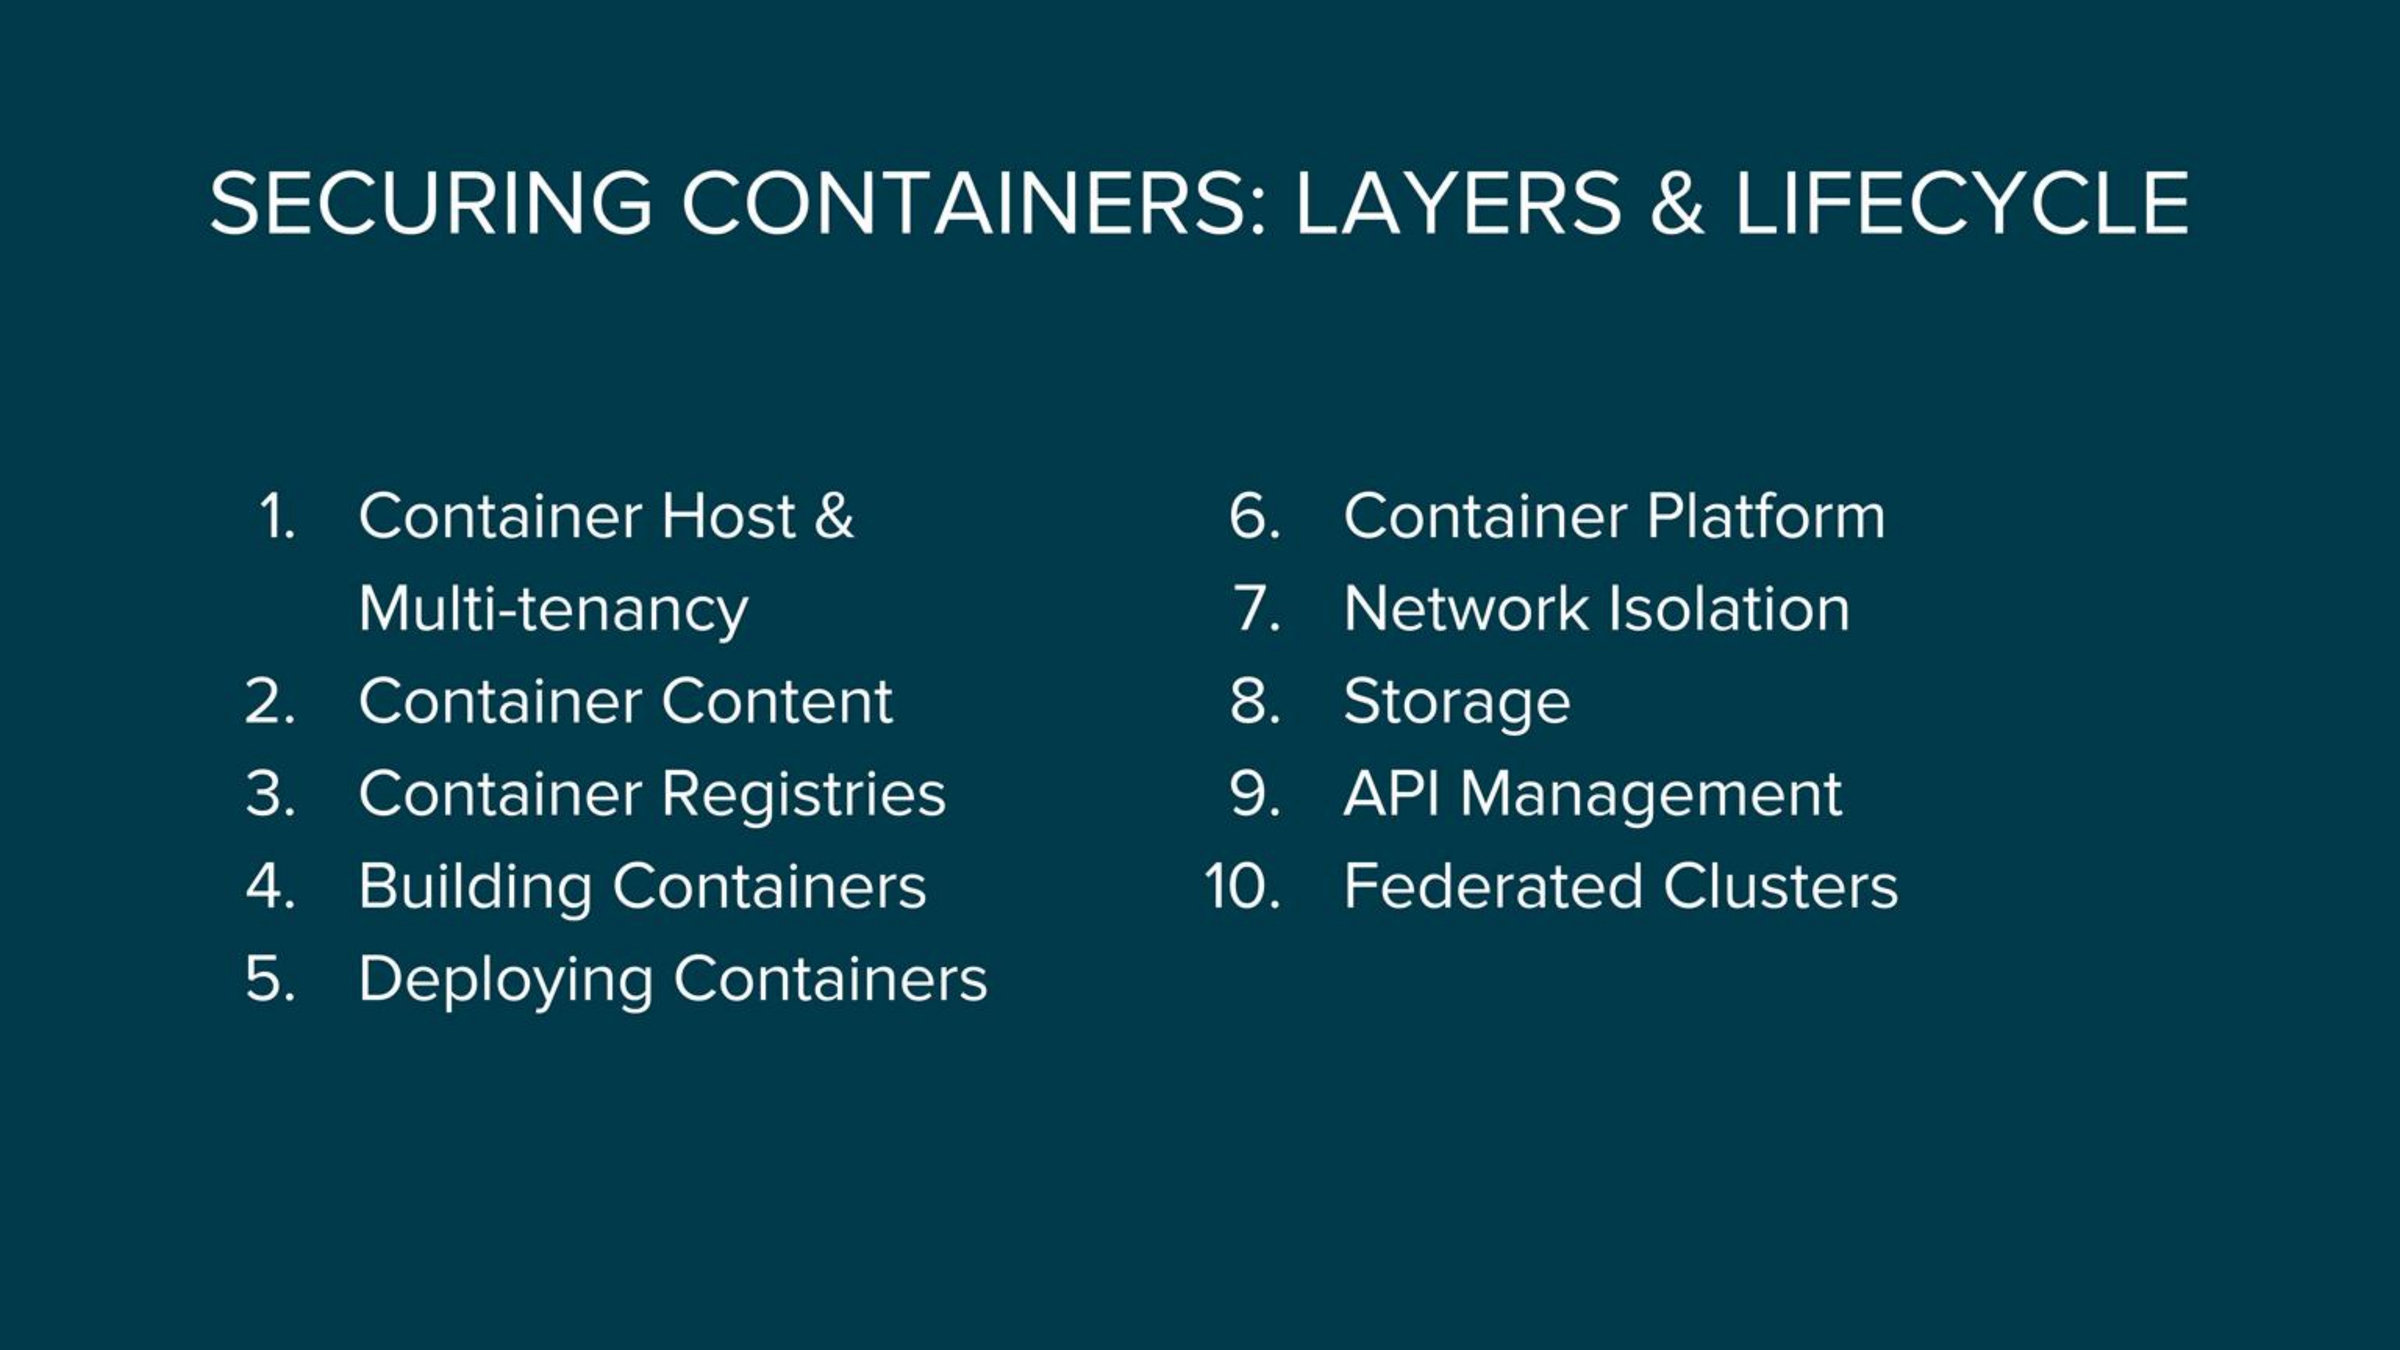 SECURING CONTAINERS: LAYERS & LIFECYCLE
1. Container Host &
Multi-tenancy
2. Container Content
3. Container Registries
4. Building Containers
5. Deploying Containers
6. Container Platform
7. Network Isolation
8. Storage
9. API Management
10. Federated Clusters